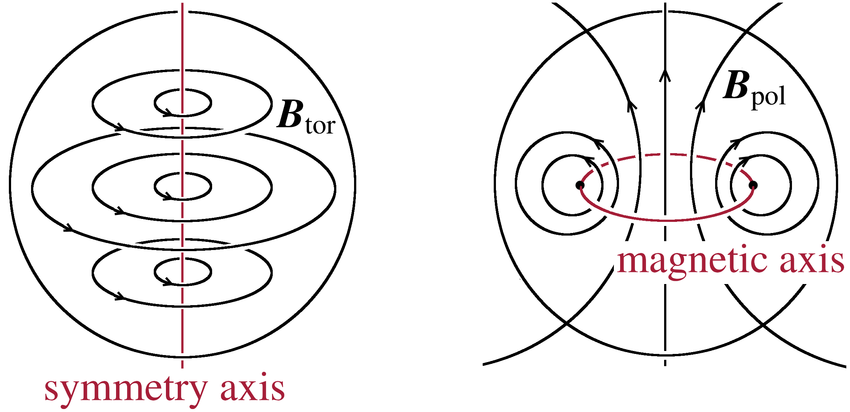 B_tor
B_pol
magnetic axis
symmetry axis